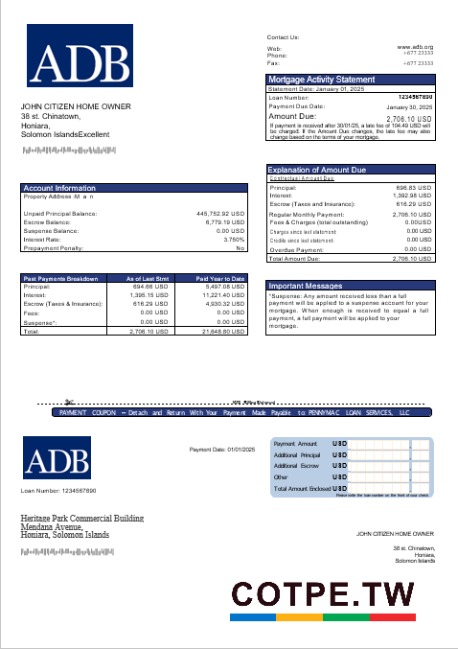 ADB
Contact Us:
Web: www.adb.org
Phone: +677 23333
Fax: +677 23333
Mortgage Activity Statement
Statement Date: January 01, 2025
Loan Number: 1234567890
Payment Due Date: January 30, 2025
Amount Due: 2,706.10 USD
If payment is received after 30/01/25, a late fee of 104.49 USD will
be charged. If the Amount Due changes, the late fee may also
change based on the terms of your mortgage.
JOHN CITIZEN HOME OWNER
38 st. Chinatown,
Honiara,
Solomon IslandsExcellent
Explanation of Amount Due
Contractual Amount Due
Principal: 696.83 USD
Interest: 1,392.98 USD
Escrow (Taxes and Insurance): 616.29 USD
Regular Monthly Payment: 2,706.10 USD
Fees & Charges (total outstanding) 0.00USD
Charges since last statement: 0.00 USD
Credits since last statement: 0.00 USD
Overdue Payment: 0.00 USD
Total Amount Due: 2,706.10 USD
Account Information
Property Address M a n
Unpaid Principal Balance: 445,752.92 USD
Escrow Balance: 6,779.19 USD
Suspense Balance: 0.00 USD
Interest Rate: 3.750%
Prepayment Penalty: No
Past Payments Breakdown As of Last Stmt Paid Year to Date
Principal: 694.66 USD 5,497.08 USD
Interest: 1,395.15 USD 11,221.40 USD
Escrow (Taxes & Insurance): 616.29 USD 4,930.32 USD
Fees: 0.00 USD 0.00 USD
Suspense*: 0.00 USD 0.00 USD
Total: 2,706.10 USD 21,648.80 USD
Important Messages
*Suspense: Any amount received less than a full
payment will be applied to a suspense account for your
mortgage. When enough is received to equal a full
payment, a full payment will be applied to your
mortgage.
PAYMENT COUPON – Detach and Return With Your Payment Made Payable to PENNYMAC LOAN SERVICES, LLC
ADB
Payment Date: 01/01/2025
Payment Amount USD
Additional Principal USD
Additional Escrow USD
Other USD
Total Amount Enclosed USD
Please write the loan number on the front of your check.
Loan Number: 1234567890
Heritage Park Commercial Building
Mendana Avenue,
Honiara, Solomon Islands
JOHN CITIZEN HOME OWNER
38 st. Chinatown,
Honiara,
Solomon Islands
COTPE.TW